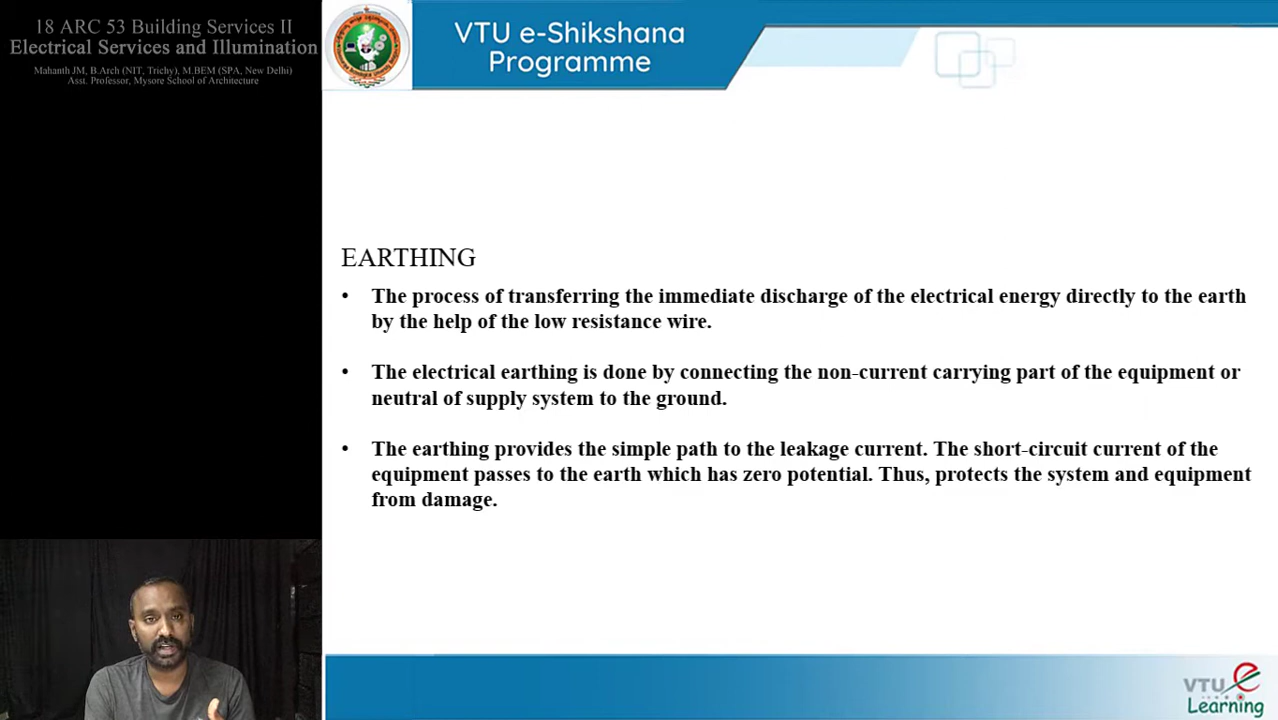 18 ARC 53 Building Services II
Electrical Services and Illumination
Mahanth JM, B.Arch (NIT, Trichy), M.BEM (SPA, New Delhi)
Asst. Professor, Mysore School of Architecture
VTU e-Shikshana
Programme
EARTHING
• The process of transferring the immediate discharge of the electrical energy directly to the earth
by the help of the low resistance wire.
• The electrical earthing is done by connecting the non-current carrying part of the equipment or
neutral of supply system to the ground.
• The earthing provides the simple path to the leakage current. The short-circuit current of the
equipment passes to the earth which has zero potential. Thus, protects the system and equipment
from damage.
VTU e
Learning